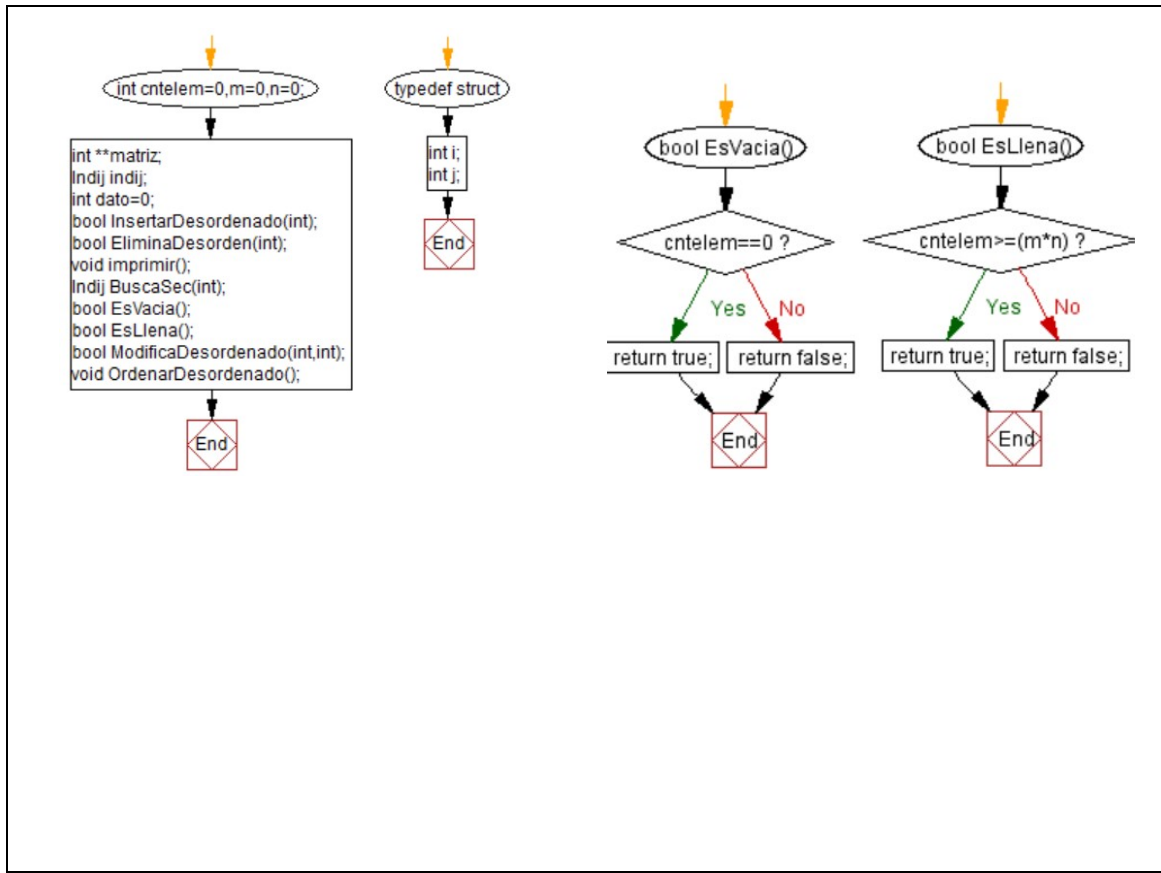 int cntelem=0,m=0,n=0;
int **matriz;
Indij indij;
int dato=0;
bool InsertarDesordenado(int);
bool EliminaDesorden(int);
void imprimir();
Indij BuscaSec(int);
bool EsVacia();
bool EsLlena();
bool ModificaDesordenado(int,int);
void OrdenarDesordenado();
End
typedef struct
int i;
int j;
End
bool EsVacia()
cntelem==0 ?
Yes
No
return true;
return false;
End
bool EsLlena()
cntelem>=(m*n) ?
Yes
No
return true;
return false;
End